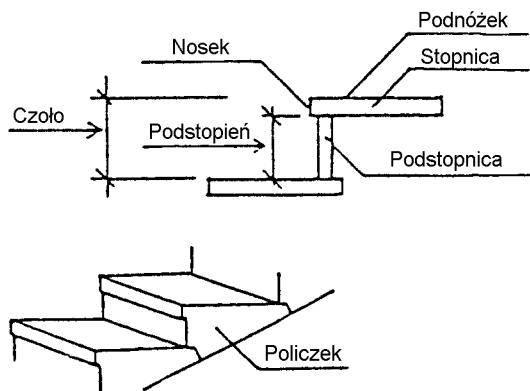 Podnóżek
Nosek
Stopnica
Czoło
Podstopień
Podstopnica
Policzek